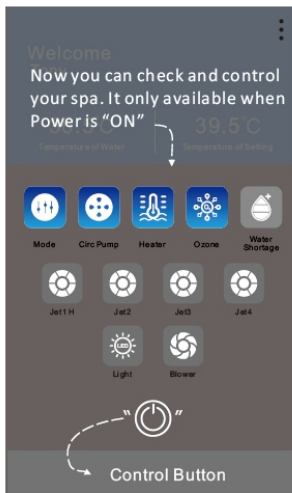 Welcome
Now you can check and control
your spa. It only available when
Power is "ON"
39.5°C
Temperature of Water
Temperature of Setting
Mode
Circ Pump
Heater
Ozone
Water
Shortage
Jet1 H
Jet2
Jet3
Jet4
LED
Light
Blower
" "
Control Button